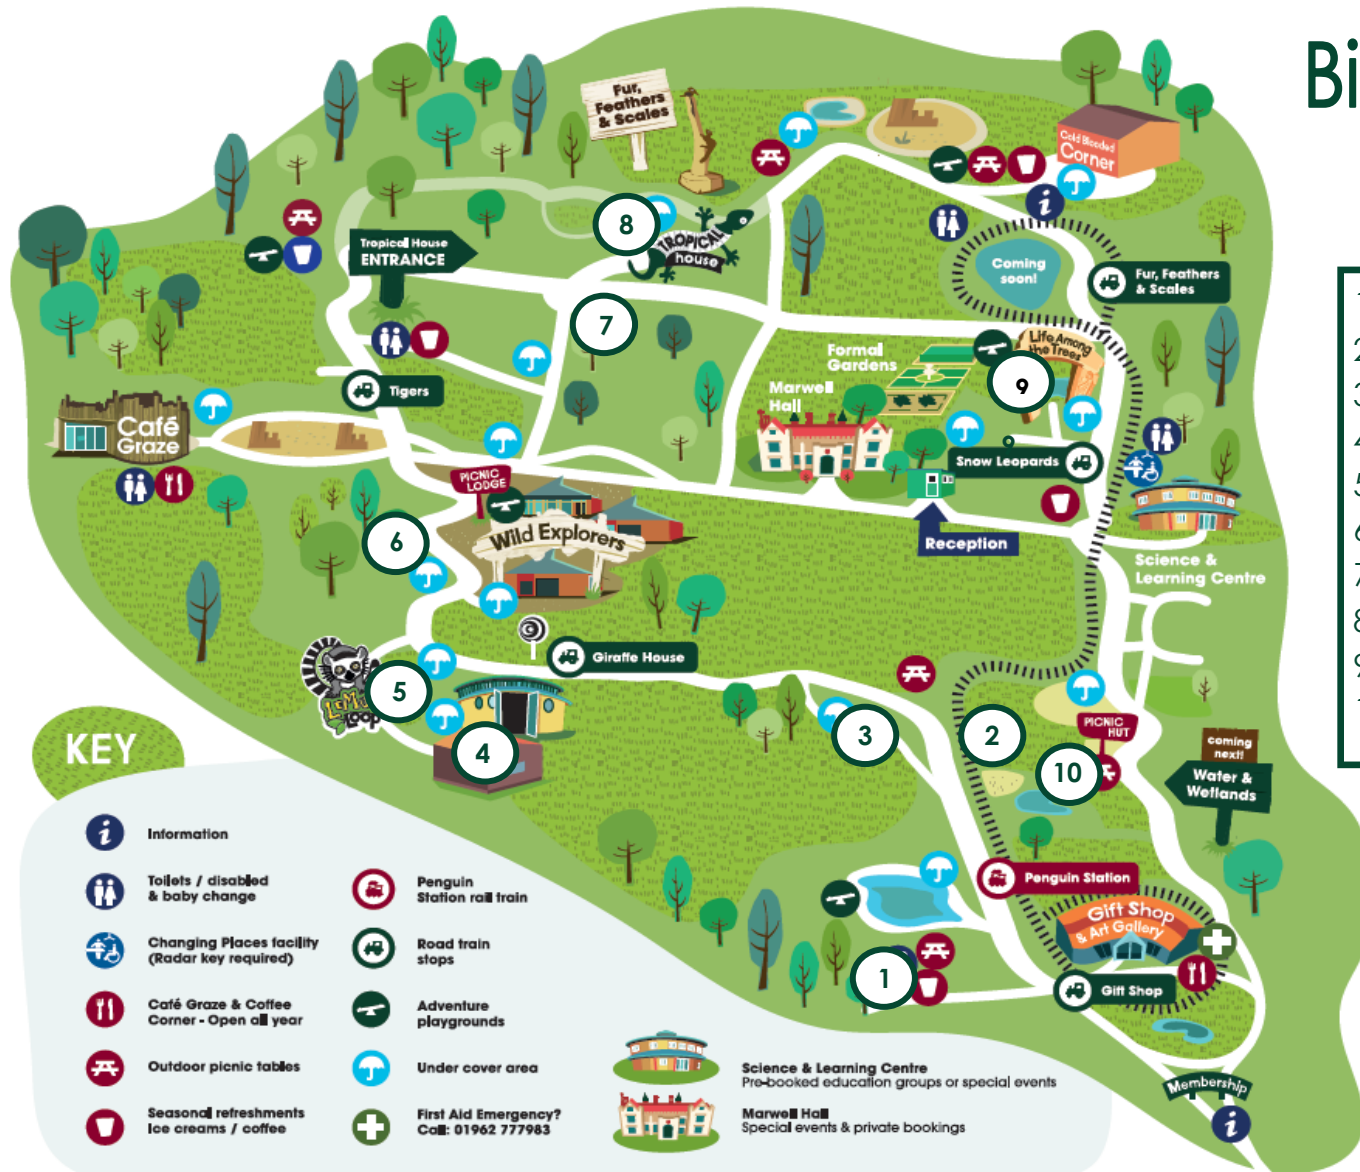 Bi
Fur,
Feathers
& Scales
Cold Blooded
Corner
8
TROPICAL
house
Tropical House
ENTRANCE
Coming
soon!
Fur, Feathers
& Scales
7
Life Among
the Trees
Formal
Gardens
9
Marwell
Hall
Tigers
Café
Graze
Snow Leopards
PICNIC
LODGE
Wild Explorers
6
Reception
Science &
Learning Centre
Giraffe House
5
Loop
4
3
2
10
PICNIC
HUT
coming
next!
Water &
Wetlands
Penguin Station
Gift Shop
& Art Gallery
1
Gift Shop
Membership
KEY
Information
Toilets / disabled
& baby change
Changing Places facility
(Radar key required)
Café Graze & Coffee
Corner - Open all year
Outdoor picnic tables
Seasonal refreshments
Ice creams / coffee
Penguin
Station rail train
Road train
stops
Adventure
playgrounds
Under cover area
First Aid Emergency?
Call: 01962 777983
Science & Learning Centre
Pre-booked education groups or special events
Marwell Hall
Special events & private bookings